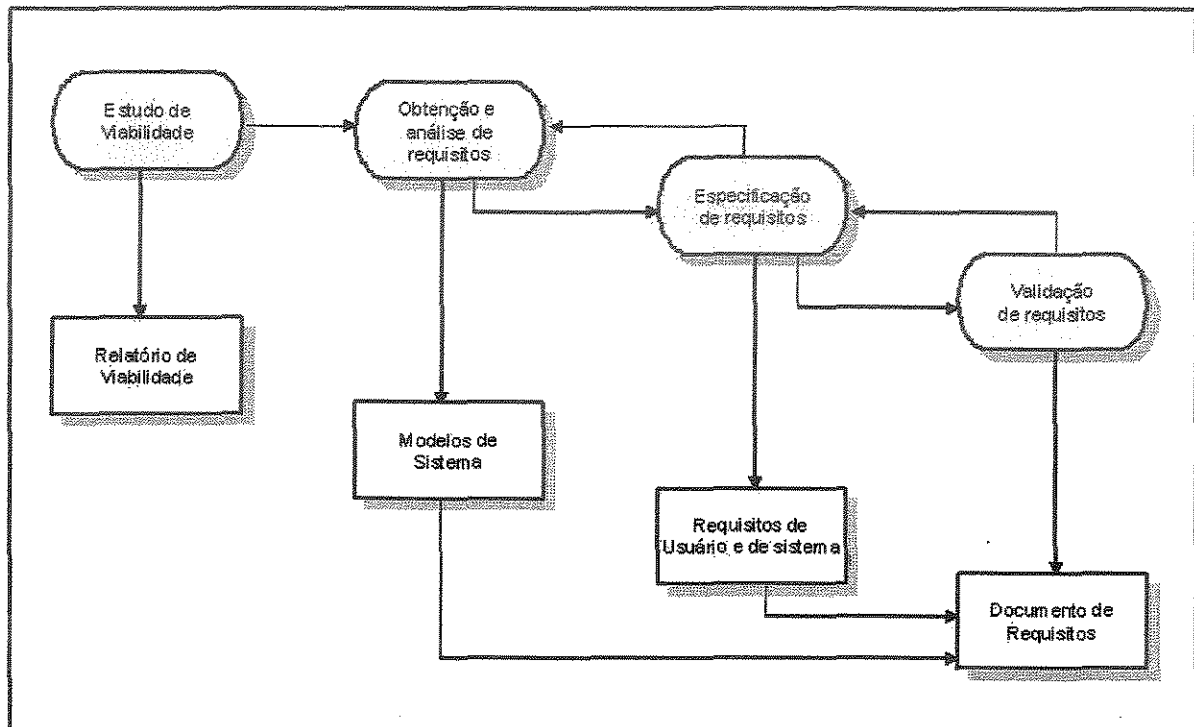 Estudo de
Viabilidade
Obtenção e
análise de
requisitos
Especificação
de requisitos
Validação
de requisitos
Relatório de
Viabilidade
Modelos de
Sistema
Requisitos de
Usuário e de sistema
Documento de
Requisitos